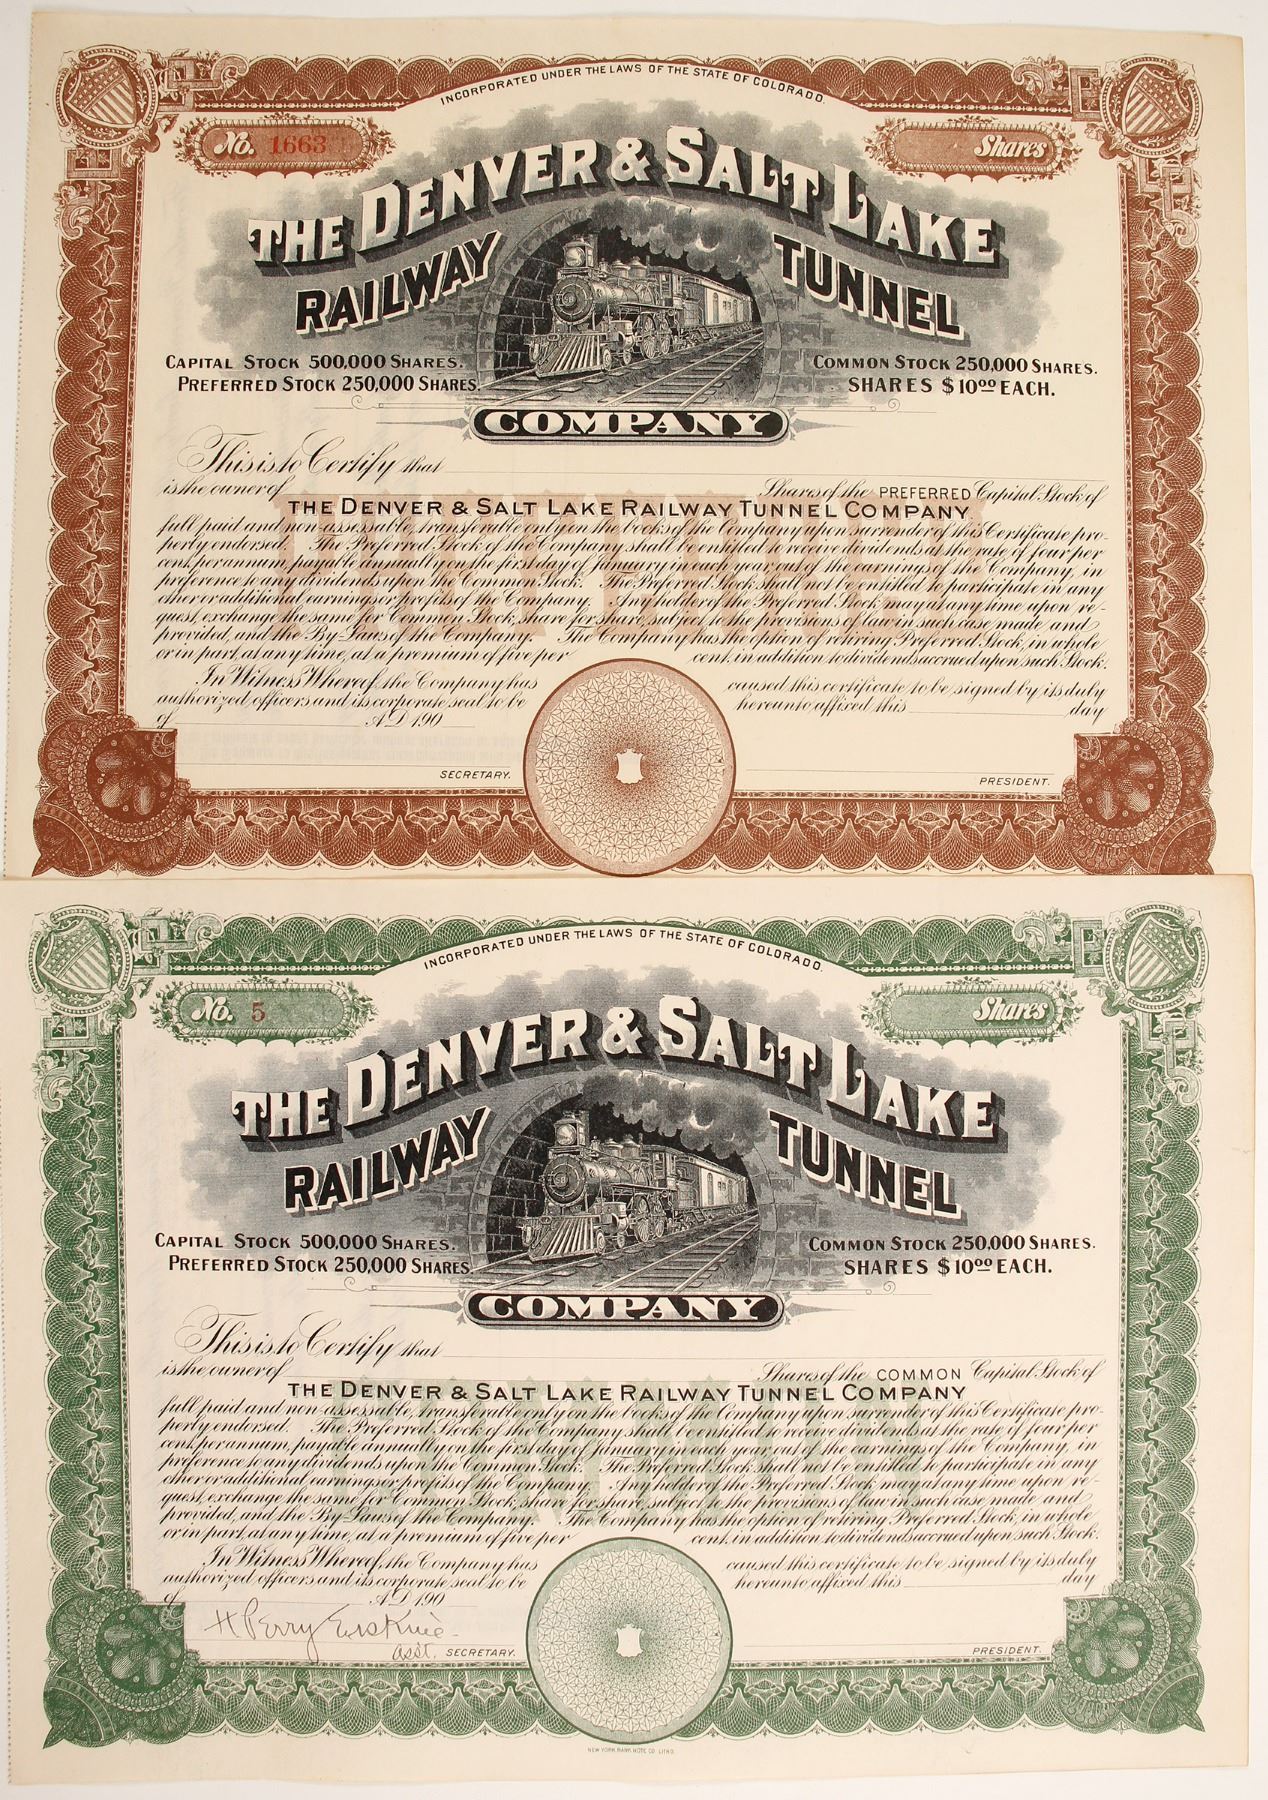 INCORPORATED UNDER THE LAWS OF THE STATE OF COLORADO.
No. 1663
Shares
THE DENVER & SALT LAKE
RAILWAY TUNNEL
CAPITAL STOCK 500,000 SHARES.
PREFERRED STOCK 250,000 SHARES.
COMMON STOCK 250,000 SHARES.
SHARES $10.00 EACH.
COMPANY
This is to Certify that
is the owner of Shares of the PREFERRED Capital Stock of
THE DENVER & SALT LAKE RAILWAY TUNNEL COMPANY
full paid and non-assessable, transferable only on the books of the Company upon surrender of this Certificate pro-
perly endorsed. The Preferred Stock of the Company shall be entitled to receive dividends at the rate of four per
cent. per annum, payable annually on the first day of January in each year, out of the earnings of the Company, in
preference to any dividends upon the Common Stock. The Preferred Stock shall not be entitled to participate in any
other or additional earnings or profits of the Company. Any holder of the Preferred Stock may at any time upon re-
quest, exchange the same for Common Stock, share for share, subject to the provisions of law in such case made and
provided, and the By-Laws of the Company. The Company has the option of retiring Preferred Stock, in whole
or in part, at any time, at a premium of five per cent. in addition to dividends accrued upon such Stock.
In Witness Whereof, the Company has caused this certificate to be signed by its duly
authorized officers and its corporate seal to be hereunto affixed this day
of A.D. 190
SECRETARY.
PRESIDENT.
INCORPORATED UNDER THE LAWS OF THE STATE OF COLORADO.
No. 5
Shares
THE DENVER & SALT LAKE
RAILWAY TUNNEL
CAPITAL STOCK 500,000 SHARES.
PREFERRED STOCK 250,000 SHARES.
COMMON STOCK 250,000 SHARES.
SHARES $10.00 EACH.
COMPANY
This is to Certify that
is the owner of Shares of the COMMON Capital Stock of
THE DENVER & SALT LAKE RAILWAY TUNNEL COMPANY
full paid and non-assessable, transferable only on the books of the Company upon surrender of this Certificate pro-
perly endorsed. The Preferred Stock of the Company shall be entitled to receive dividends at the rate of four per
cent. per annum, payable annually on the first day of January in each year, out of the earnings of the Company, in
preference to any dividends upon the Common Stock. The Preferred Stock shall not be entitled to participate in any
other or additional earnings or profits of the Company. Any holder of the Preferred Stock may at any time upon re-
quest, exchange the same for Common Stock, share for share, subject to the provisions of law in such case made and
provided, and the By-Laws of the Company. The Company has the option of retiring Preferred Stock, in whole
or in part, at any time, at a premium of five per cent. in addition to dividends accrued upon such Stock.
In Witness Whereof, the Company has caused this certificate to be signed by its duly
authorized officers and its corporate seal to be hereunto affixed this day
of A.D. 190
H Perry Erskine
asst. SECRETARY.
PRESIDENT.
NEW YORK BANK NOTE CO. LITHO.